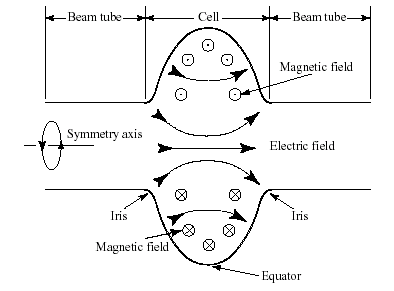 Beam tube
Cell
Beam tube
Magnetic field
Symmetry axis
Electric field
Iris
Iris
Magnetic field
Equator